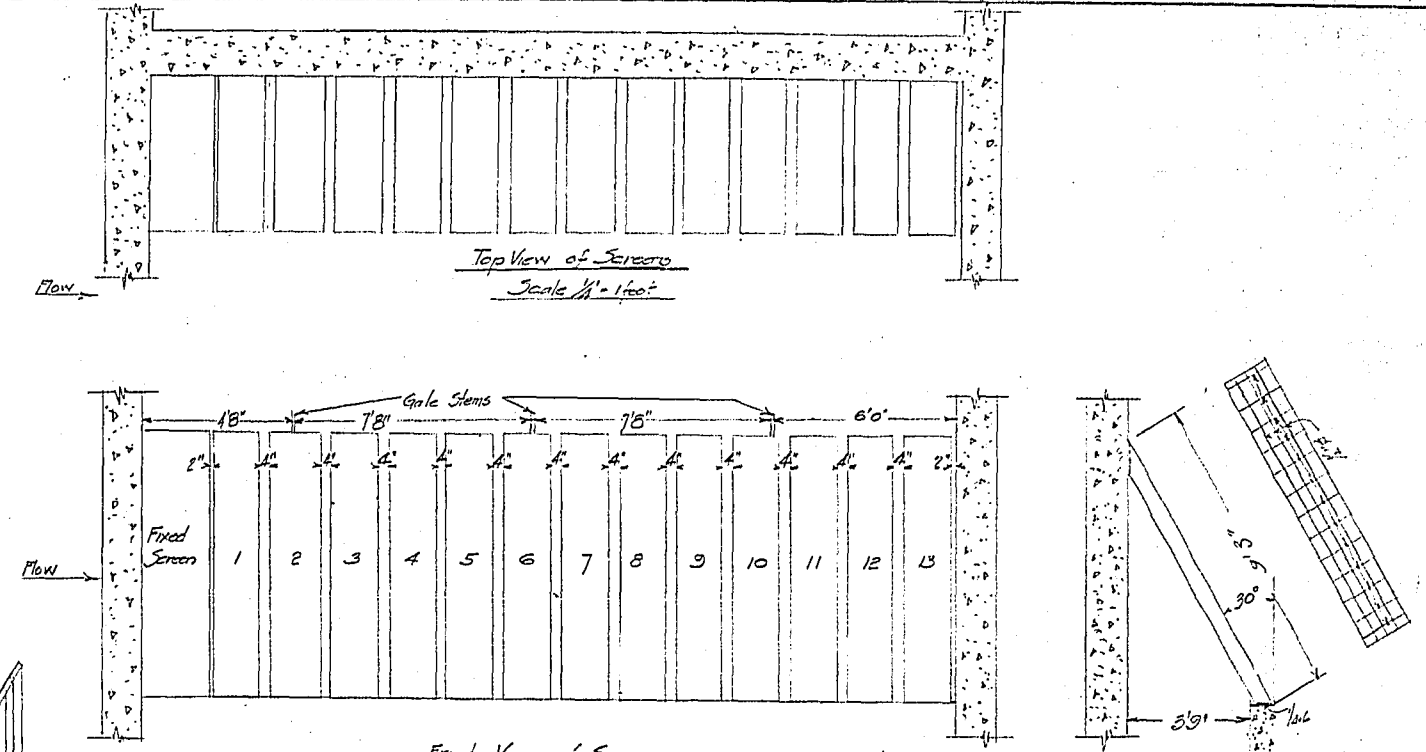 Top View of Screens
Scale 1/4" = 1 foot
Flow
Gate Stems
4'8" 7'8" 7'8" 6'0"
2" 4" 4" 4" 4" 4" 4" 4" 4" 4" 4" 4" 4" 2"
Fixed
Screen 1 2 3 4 5 6 7 8 9 10 11 12 13
Flow
9'3"
30°
3'9"